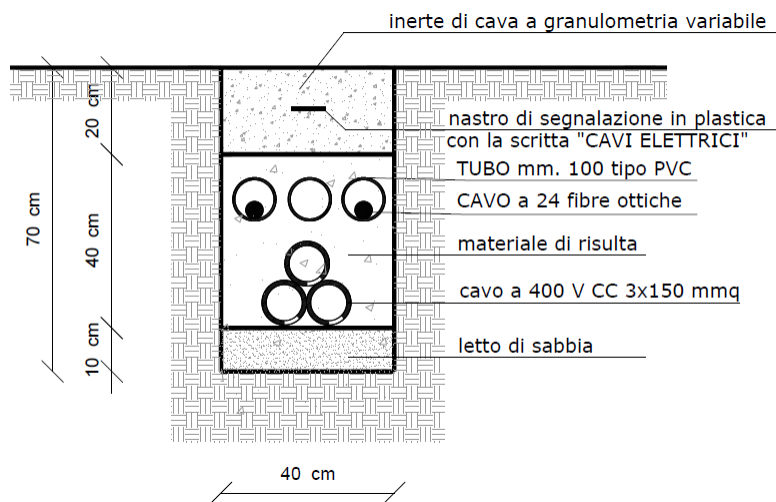 inerte di cava a granulometria variabile
20 cm
nastro di segnalazione in plastica
con la scritta "CAVI ELETTRICI"
TUBO mm. 100 tipo PVC
CAVO a 24 fibre ottiche
70 cm
40 cm
materiale di risulta
cavo a 400 V CC 3x150 mmq
10 cm
letto di sabbia
40 cm